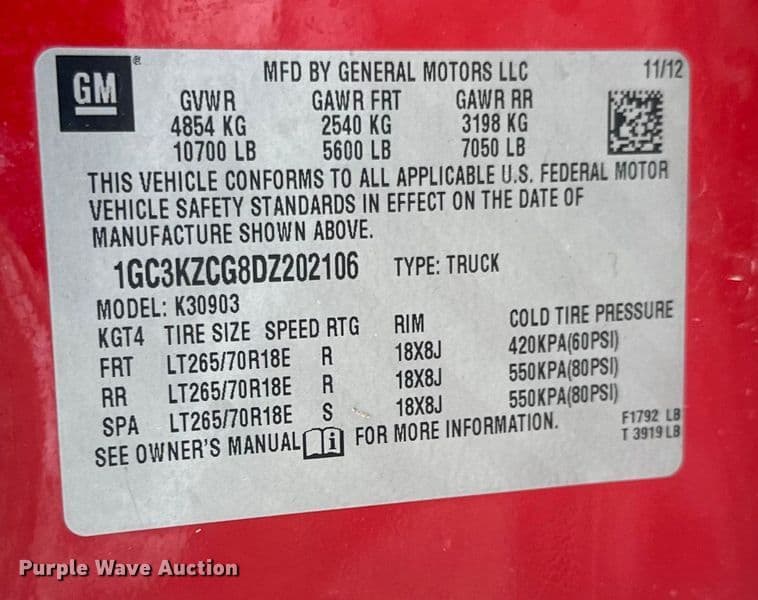 GM
MFD BY GENERAL MOTORS LLC 11/12
GVWR GAWR FRT GAWR RR
4854 KG 2540 KG 3198 KG
10700 LB 5600 LB 7050 LB
THIS VEHICLE CONFORMS TO ALL APPLICABLE U.S. FEDERAL MOTOR
VEHICLE SAFETY STANDARDS IN EFFECT ON THE DATE OF
MANUFACTURE SHOWN ABOVE.
1GC3KZCG8DZ202106 TYPE: TRUCK
MODEL: K30903
KGT4 TIRE SIZE SPEED RTG RIM COLD TIRE PRESSURE
FRT LT265/70R18E R 18X8J 420KPA(60PSI)
RR LT265/70R18E R 18X8J 550KPA(80PSI)
SPA LT265/70R18E S 18X8J 550KPA(80PSI)
SEE OWNER'S MANUAL i FOR MORE INFORMATION.
F1792 LB
T 3919 LB
Purple Wave Auction